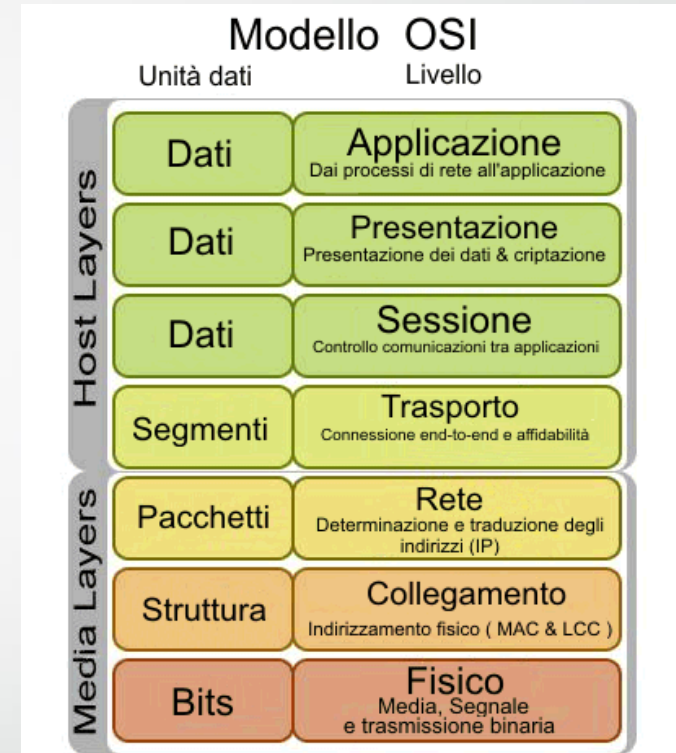 Modello OSI
Unità dati
Livello
Host Layers
Dati
Applicazione
Dai processi di rete all'applicazione
Dati
Presentazione
Presentazione dei dati & criptazione
Dati
Sessione
Controllo comunicazioni tra applicazioni
Segmenti
Trasporto
Connessione end-to-end e affidabilità
Media Layers
Pacchetti
Rete
Determinazione e traduzione degli
indirizzi (IP)
Struttura
Collegamento
Indirizzamento fisico ( MAC & LCC )
Bits
Fisico
Media, Segnale
e trasmissione binaria